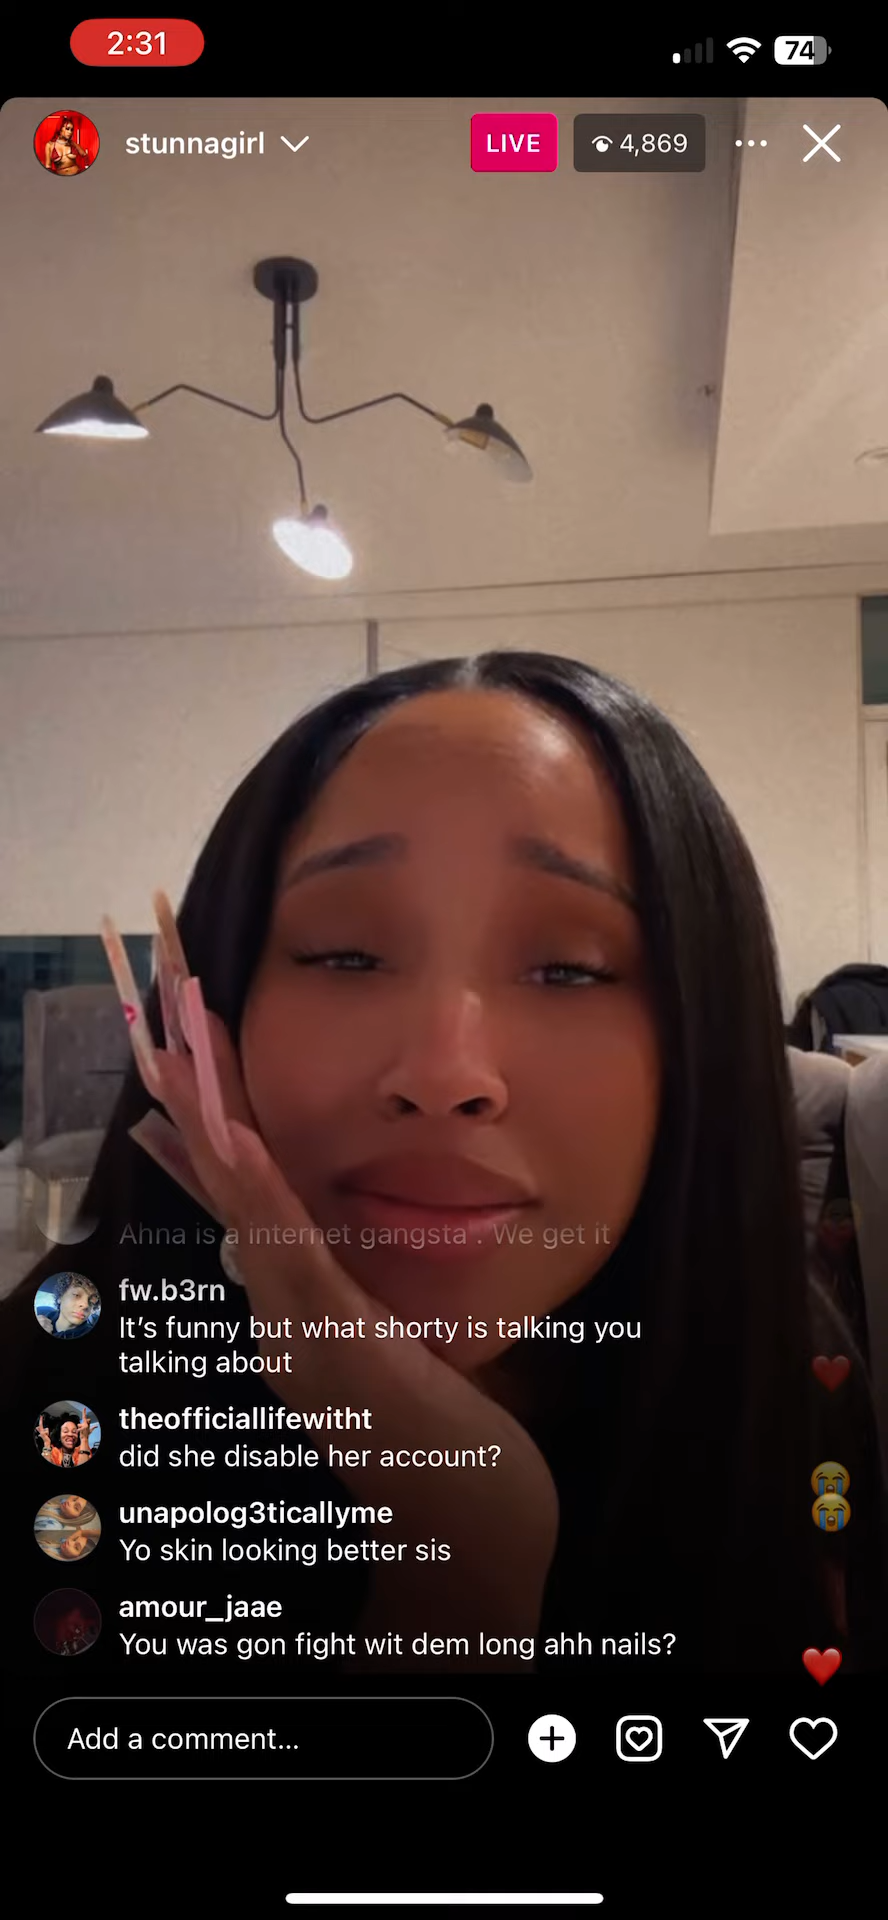 2:31
74
stunnagirl
LIVE
4,869
Ahna is a internet gangsta . We get it
fw.b3rn
It’s funny but what shorty is talking you
talking about
theofficiallifewitht
did she disable her account?
unapolog3ticallyme
Yo skin looking better sis
amour_jaae
You was gon fight wit dem long ahh nails?
Add a comment...